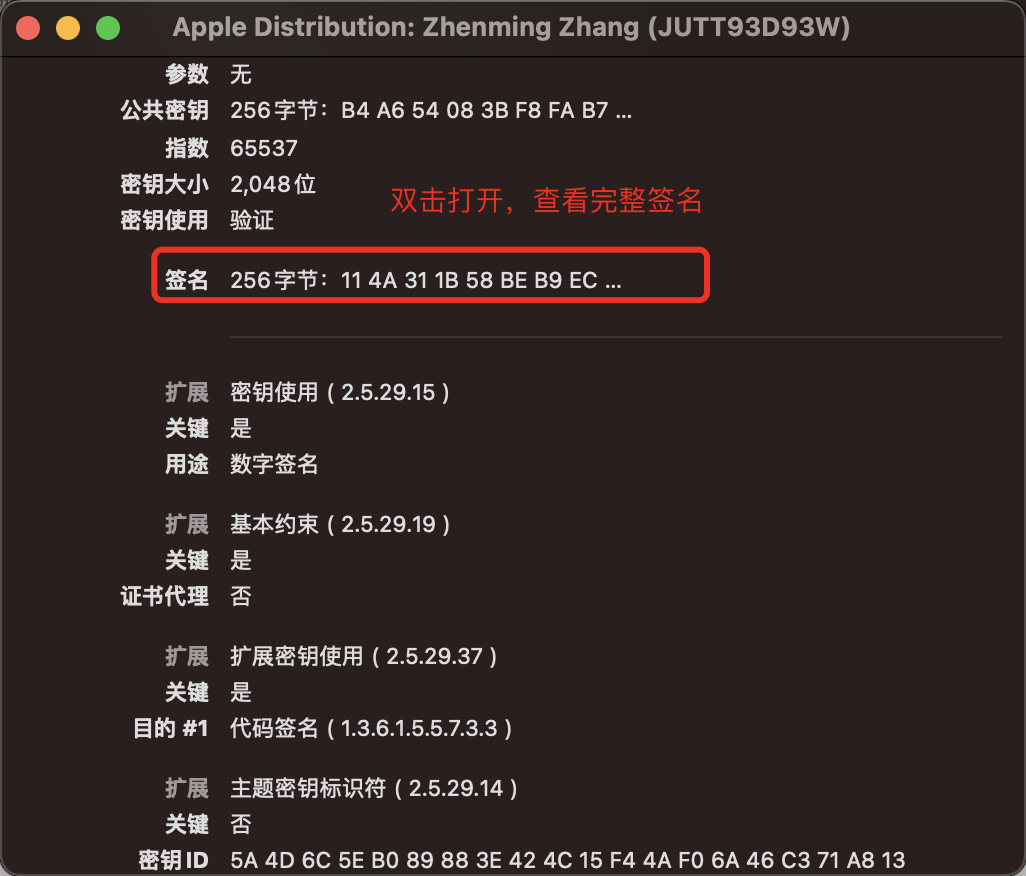 Apple Distribution: Zhenming Zhang (JUTT93D93W)
参数 无
公共密钥 256字节：B4 A6 54 08 3B F8 FA B7 ...
指数 65537
密钥大小 2,048位
双击打开，查看完整签名
密钥使用 验证
签名 256字节：11 4A 31 1B 58 BE B9 EC ...
扩展 密钥使用 ( 2.5.29.15 )
关键 是
用途 数字签名
扩展 基本约束 ( 2.5.29.19 )
关键 是
证书代理 否
扩展 扩展密钥使用 ( 2.5.29.37 )
关键 是
目的 #1 代码签名 ( 1.3.6.1.5.5.7.3.3 )
扩展 主题密钥标识符 ( 2.5.29.14 )
关键 否
密钥ID 5A 4D 6C 5E B0 89 88 3E 42 4C 15 F4 4A F0 6A 46 C3 71 A8 13